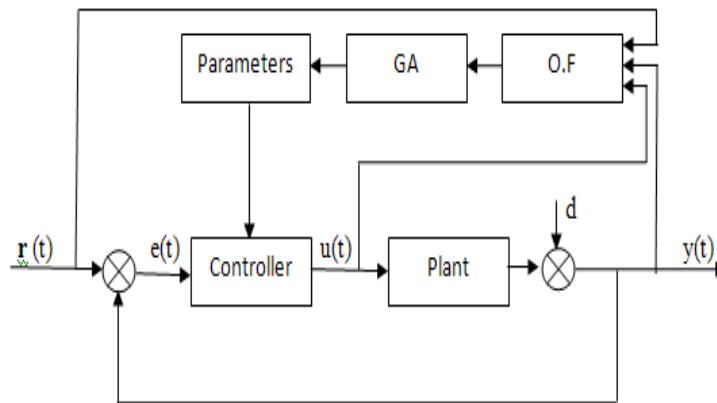 Parameters
GA
O.F
r (t)
e(t)
Controller
u(t)
Plant
d
y(t)